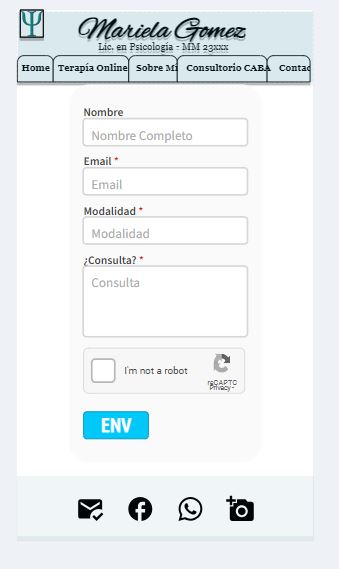 Mariela Gomez
Lic. en Psicología - MM 23xxx
Home Terapía Online Sobre Mi Consultorio CABA Contac
Nombre
Nombre Completo
Email *
Email
Modalidad *
Modalidad
¿Consulta? *
Consulta
I'm not a robot
reCAPTC
Privacy -
ENV